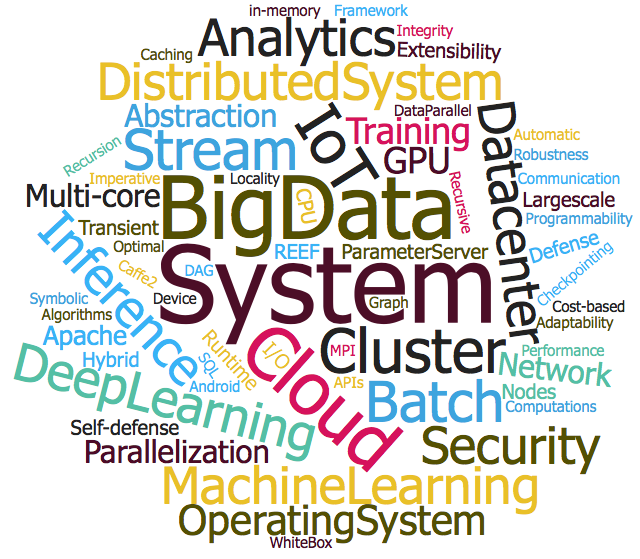 in-memory
Framework
Analytics
Integrity
Extensibility
Caching
DistributedSystem
Abstraction
IoT
DataParallel
Training
Datacenter
Automatic
Recursion
Stream
GPU
Robustness
Imperative
Locality
CPU
Recursive
Communication
Multi-core
BigData
Largescale
Programmability
Transient
Inference
Optimal
REEF
ParameterServer
Defense
Caffe2
DAG
System
Checkpointing
Symbolic
Device
Graph
Cost-based
Algorithms
Adaptability
Apache
Runtime
I/O
Cloud
MPI
Cluster
Performance
Hybrid
SQL
Network
DeepLearning
Android
APIs
Batch
Nodes
Computations
Self-defense
Security
Parallelization
MachineLearning
OperatingSystem
WhiteBox